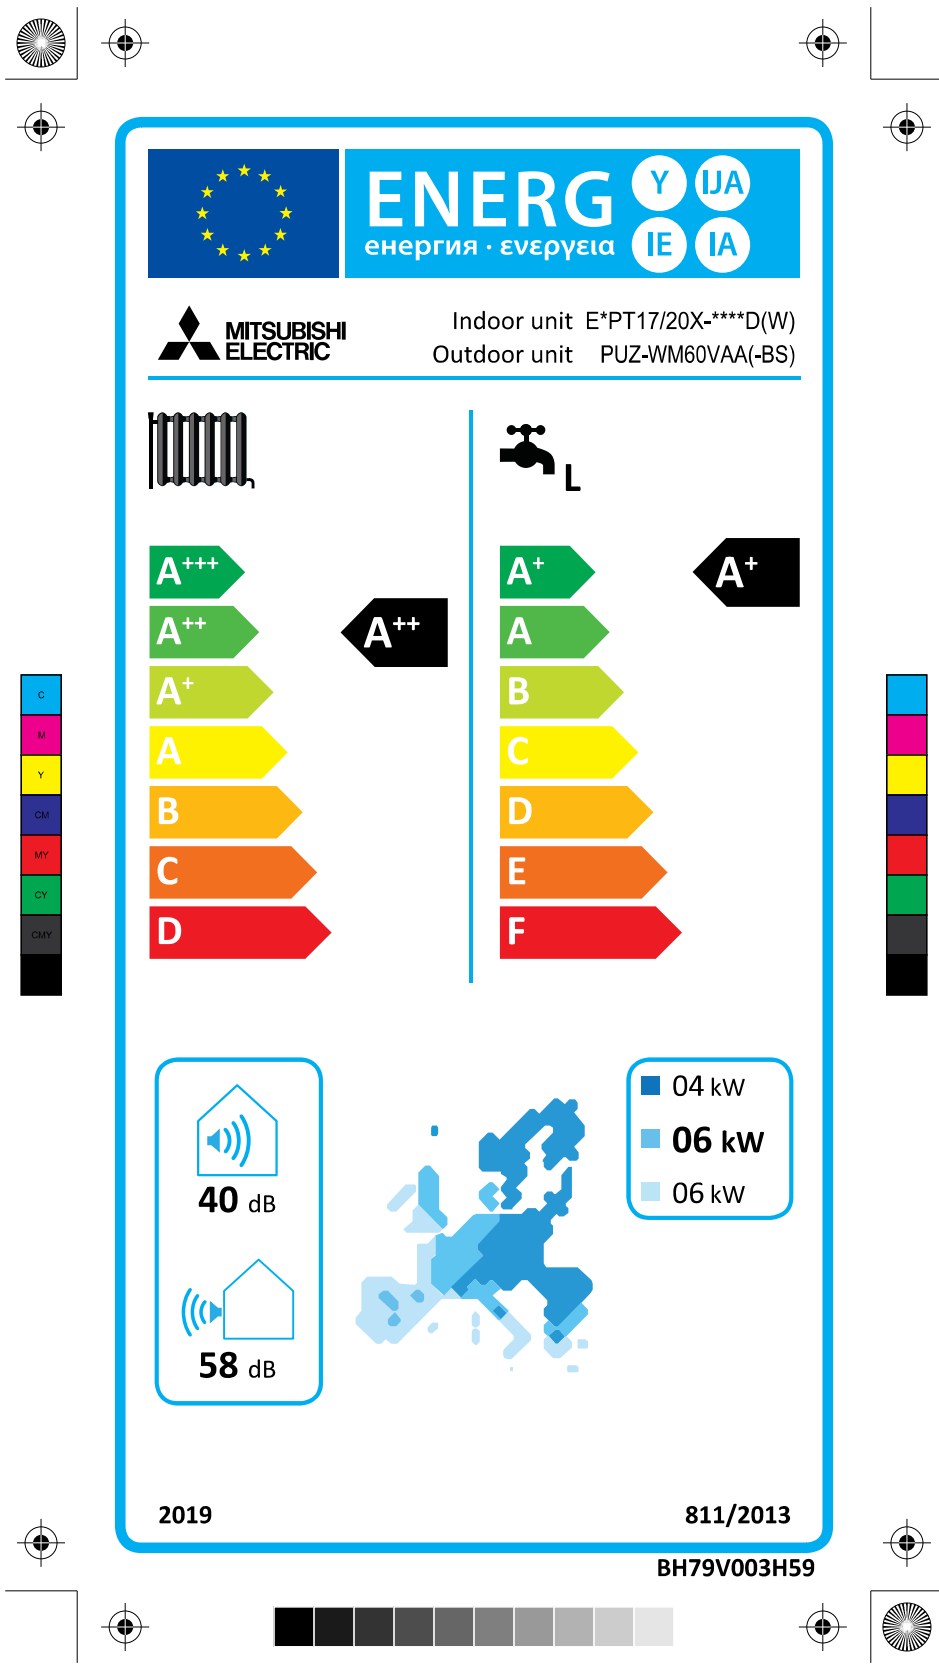 ENERG
енергия · ενεργεια
Y IJA
IE IA
MITSUBISHI
ELECTRIC
Indoor unit E*PT17/20X-****D(W)
Outdoor unit PUZ-WM60VAA(-BS)
L
A+++
A++
A+
A
B
C
D
A++
A+
A
B
C
D
E
F
A+
C
M
Y
CM
MY
CY
CMY
40 dB
58 dB
04 kW
06 kW
06 kW
2019
811/2013
BH79V003H59